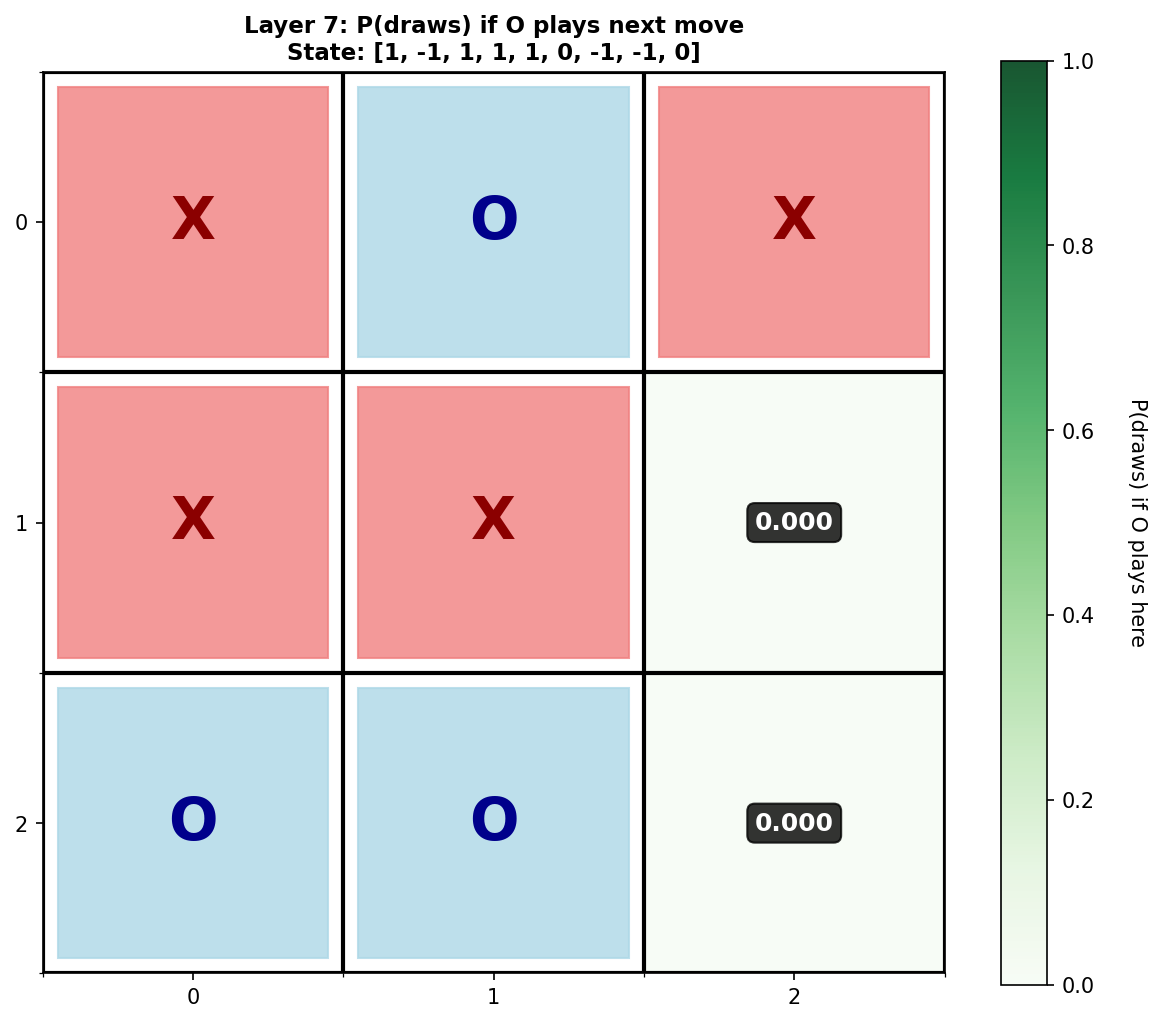 Layer 7: P(draws) if O plays next move
State: [1, -1, 1, 1, 1, 0, -1, -1, 0]
X
O
X
X
X
0.000
O
O
0.000
0
1
2
0
1
2
1.0
0.8
0.6
0.4
0.2
0.0
P(draws) if O plays here